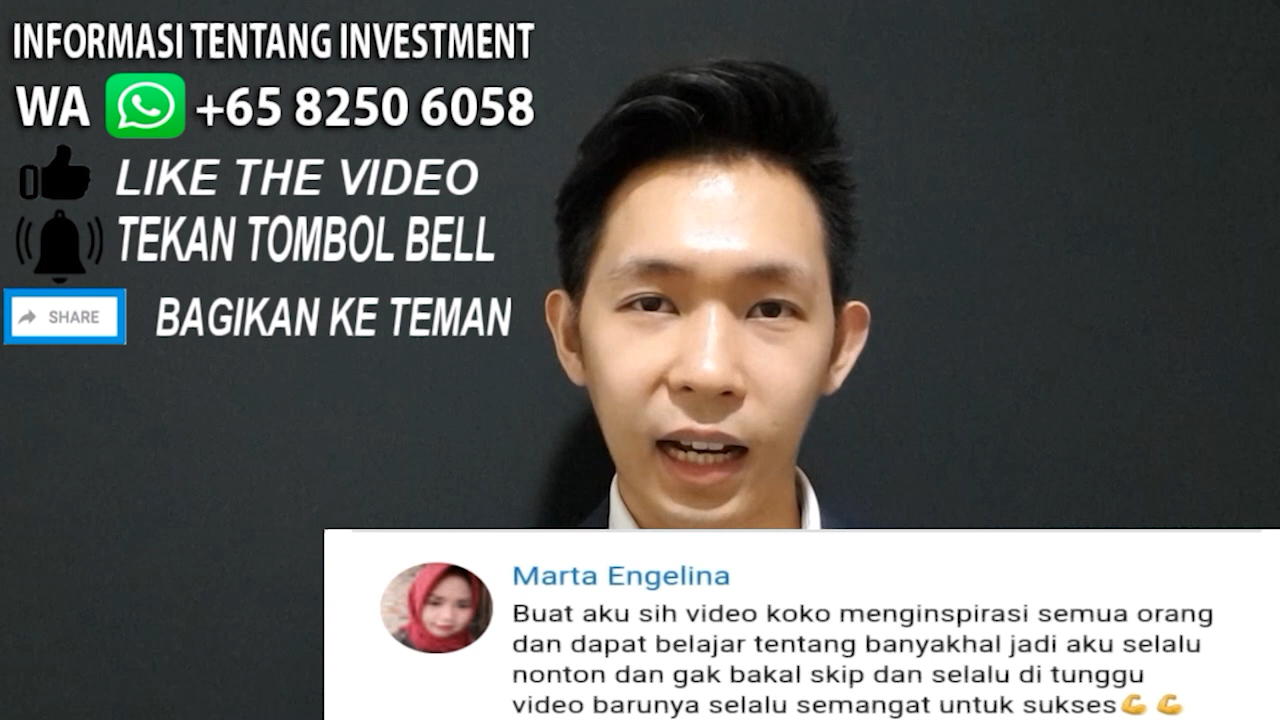 INFORMASI TENTANG INVESTMENT
WA +65 8250 6058
LIKE THE VIDEO
TEKAN TOMBOL BELL
SHARE BAGIKAN KE TEMAN
Marta Engelina
Buat aku sih video koko menginspirasi semua orang
dan dapat belajar tentang banyakhal jadi aku selalu
nonton dan gak bakal skip dan selalu di tunggu
video barunya selalu semangat untuk sukses💪 💪